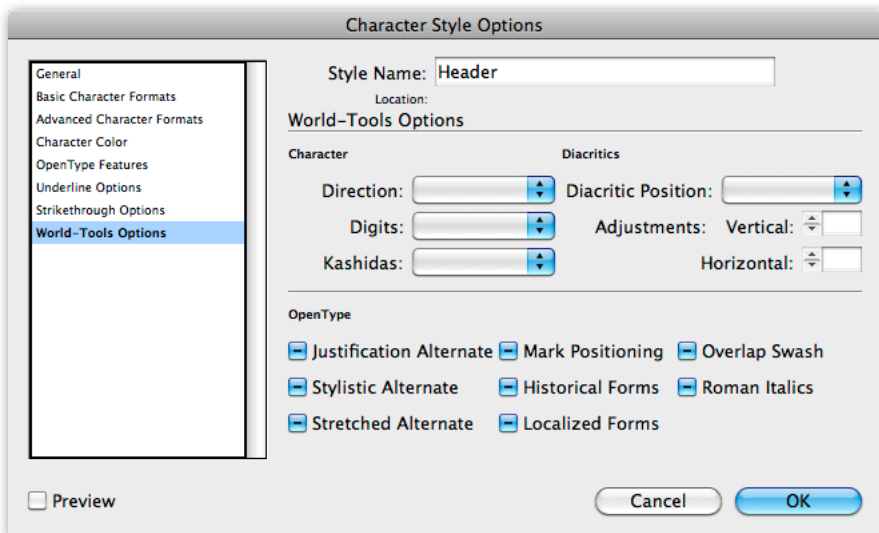 Character Style Options
General
Basic Character Formats
Advanced Character Formats
Character Color
OpenType Features
Underline Options
Strikethrough Options
World-Tools Options
Style Name: Header
Location:
World-Tools Options
Character Diacritics
Direction: Diacritic Position:
Digits: Adjustments: Vertical:
Kashidas: Horizontal:
OpenType
Justification Alternate Mark Positioning Overlap Swash
Stylistic Alternate Historical Forms Roman Italics
Stretched Alternate Localized Forms
Preview Cancel OK